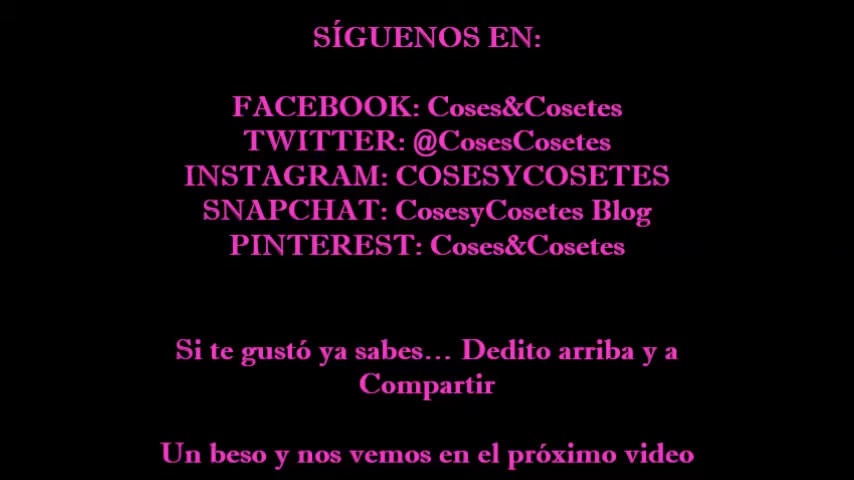 SÍGUENOS EN:
FACEBOOK: Coses&Cosetes
TWITTER: @CosesCosetes
INSTAGRAM: COSESYCOSETES
SNAPCHAT: CosesyCosetes Blog
PINTEREST: Coses&Cosetes
Si te gustó ya sabes... Dedito arriba y a
Compartir
Un beso y nos vemos en el próximo video